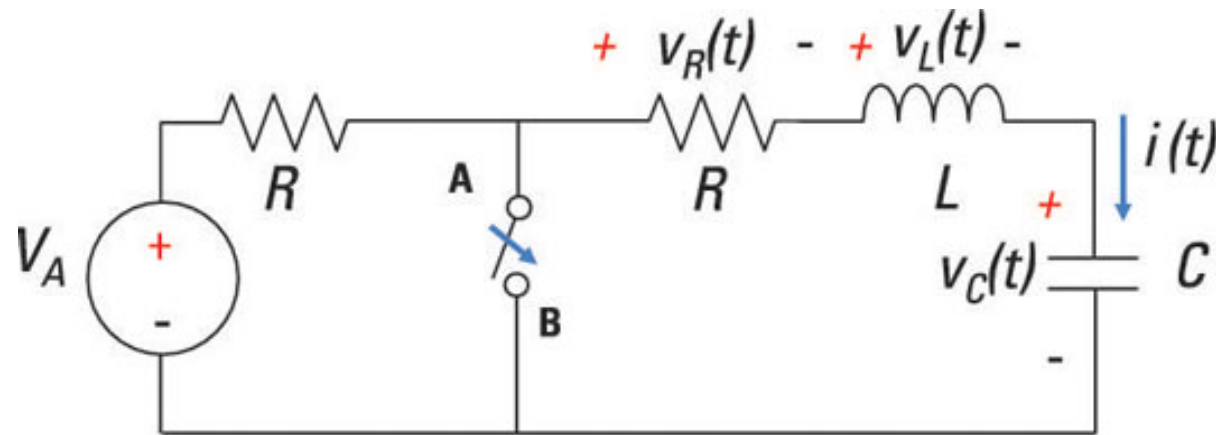 + v_R(t) - + v_L(t) -
R
A
R
L
i(t)
+
V_A
+
-
v_C(t)
C
B
-